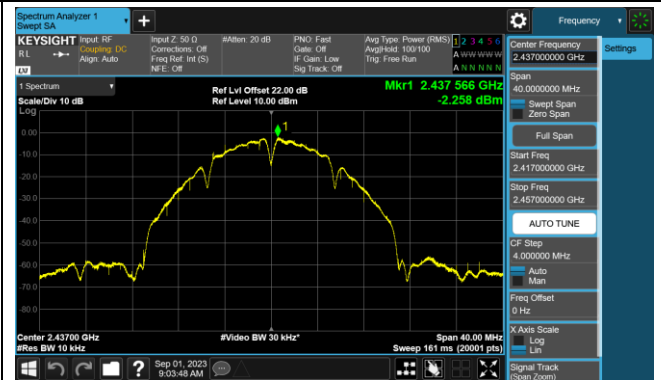 Spectrum Analyzer 1
Swept SA
+
Frequency
KEYSIGHT
RL
LXI
Input: RF
Coupling: DC
Align: Auto
Input Z: 50 Ω
Corrections: Off
Freq Ref: Int (S)
NFE: Off
#Atten: 20 dB
PNO: Fast
Gate: Off
IF Gain: Low
Sig Track: Off
Avg Type: Power (RMS)
Avg|Hold: 100/100
Trig: Free Run
1 2 3 4 5 6
A W W W W W
A N N N N N
1 Spectrum
Scale/Div 10 dB
Log
Ref Lvl Offset 22.00 dB
Ref Level 10.00 dBm
Mkr1 2.437 566 GHz
-2.258 dBm
1
0.00
-10.0
-20.0
-30.0
-40.0
-50.0
-60.0
-70.0
-80.0
Center 2.43700 GHz
#Res BW 10 kHz
#Video BW 30 kHz*
Span 40.00 MHz
Sweep 161 ms (20001 pts)
Center Frequency
2.437000000 GHz
Settings
Span
40.0000000 MHz
Swept Span
Zero Span
Full Span
Start Freq
2.417000000 GHz
Stop Freq
2.457000000 GHz
AUTO TUNE
CF Step
4.000000 MHz
Auto
Man
Freq Offset
0 Hz
X Axis Scale
Log
Lin
Signal Track
(Span Zoom)
?
Sep 01, 2023
9:03:48 AM